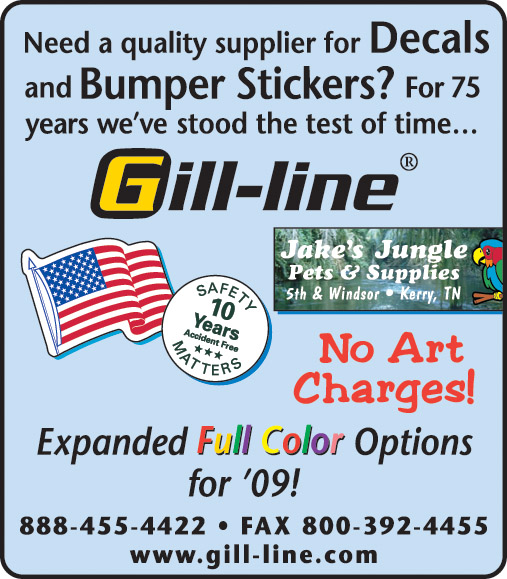 Need a quality supplier for Decals
and Bumper Stickers? For 75
years we've stood the test of time...
Gill-line®
Jake's Jungle
Pets & Supplies
5th & Windsor • Kerry, TN
SAFETY
10
Years
Accident Free
★★★
MATTERS
No Art
Charges!
Expanded Full Color Options
for '09!
888-455-4422 • FAX 800-392-4455
www.gill-line.com